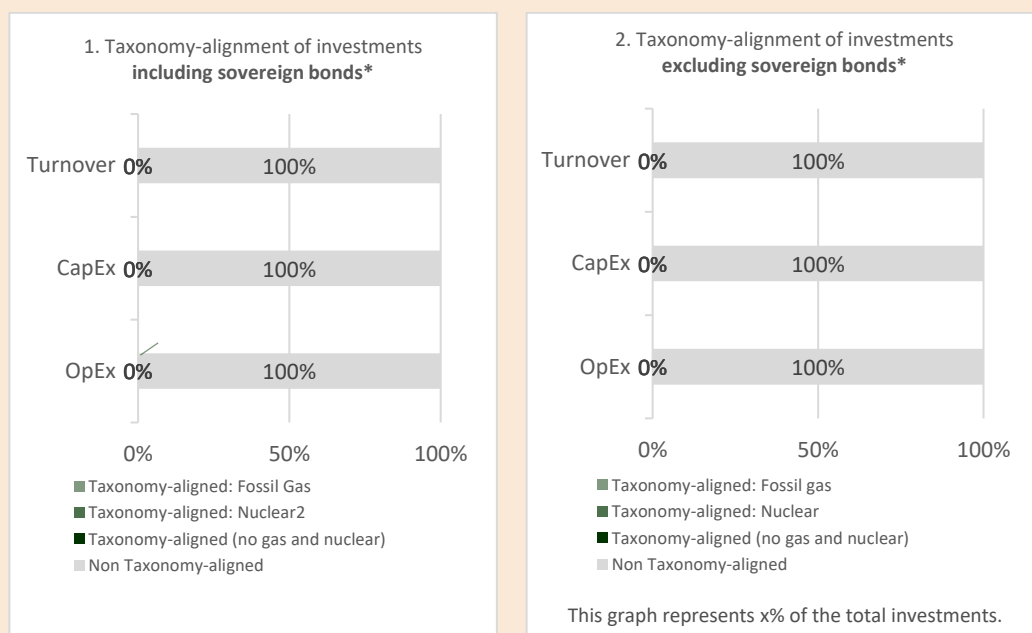 1. Taxonomy-alignment of investments
including sovereign bonds*
Turnover 0% 100%
CapEx 0% 100%
OpEx 0% 100%
0% 50% 100%
Taxonomy-aligned: Fossil Gas
Taxonomy-aligned: Nuclear2
Taxonomy-aligned (no gas and nuclear)
Non Taxonomy-aligned
2. Taxonomy-alignment of investments
excluding sovereign bonds*
Turnover 0% 100%
CapEx 0% 100%
OpEx 0% 100%
0% 50% 100%
Taxonomy-aligned: Fossil gas
Taxonomy-aligned: Nuclear
Taxonomy-aligned (no gas and nuclear)
Non Taxonomy-aligned
This graph represents x% of the total investments.